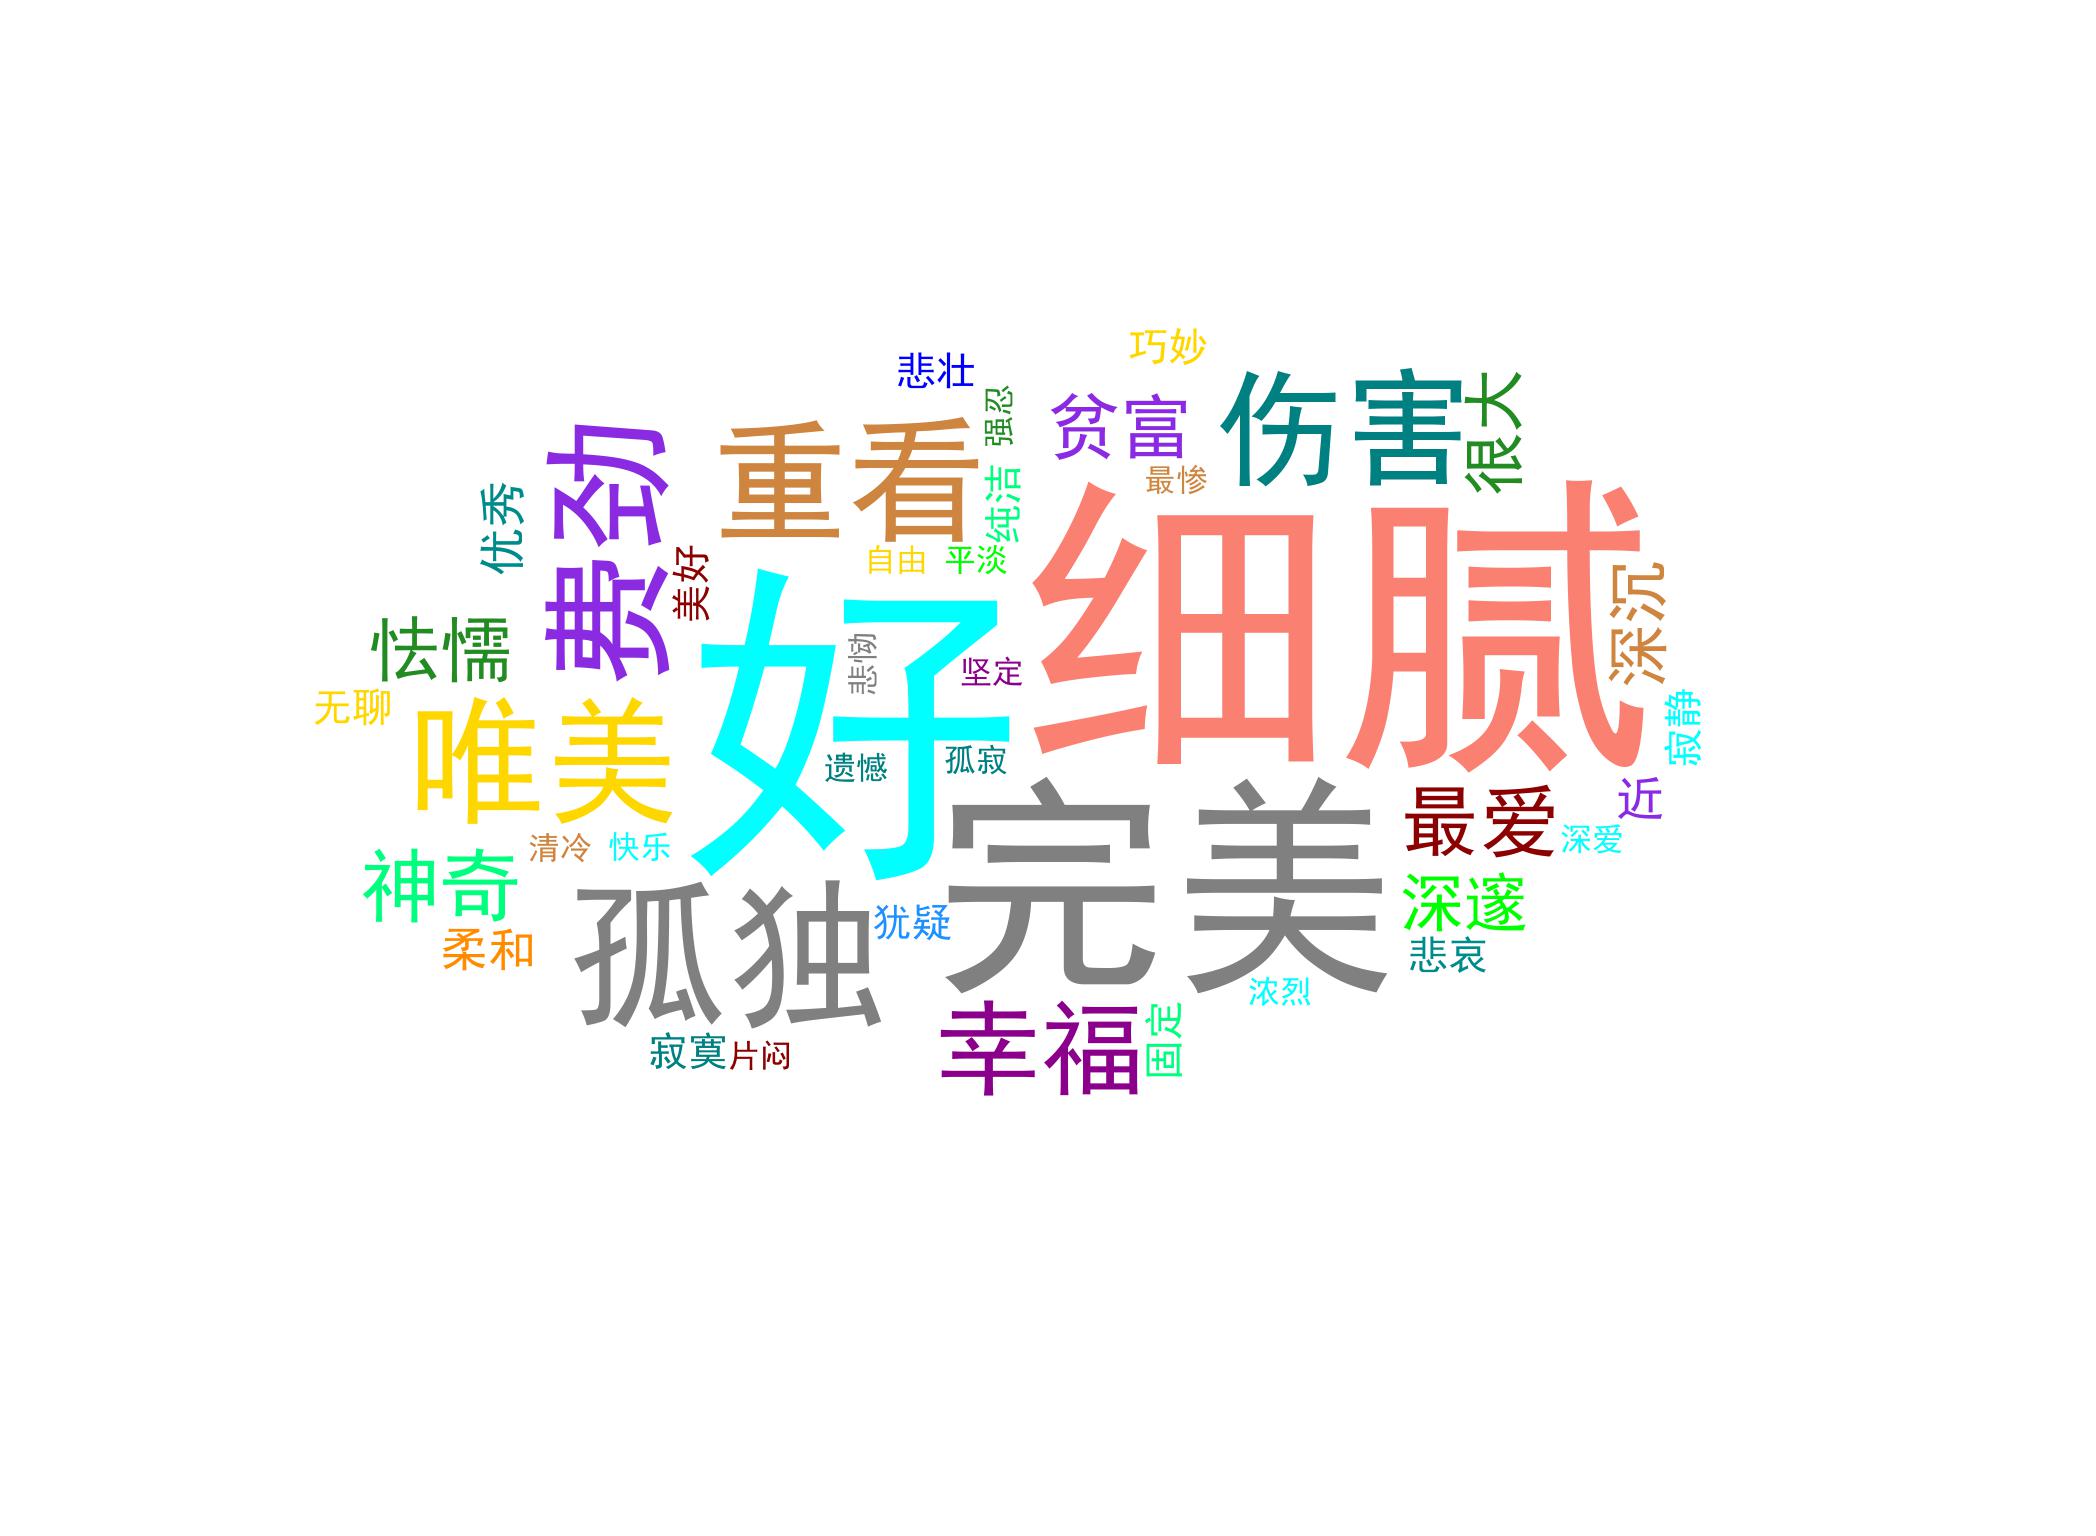 巧妙
悲壮
伤害
很大
强忍
贫富
重看
费劲
最惨
纯洁
优秀
细腻
自由
平淡
美好
好
深沉
怯懦
悲恸
坚定
无聊
唯美
寂静
遗憾
孤寂
完美
最爱
近
清冷
快乐
深爱
神奇
孤独
犹疑
深邃
柔和
悲哀
浓烈
幸福
固定
寂寞
片闷